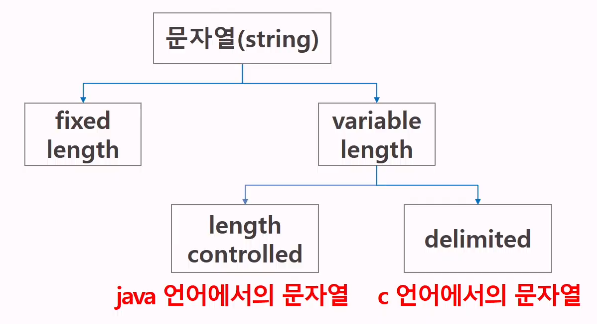 문자열(string)
fixed
length
variable
length
length
controlled
delimited
java 언어에서의 문자열
c 언어에서의 문자열